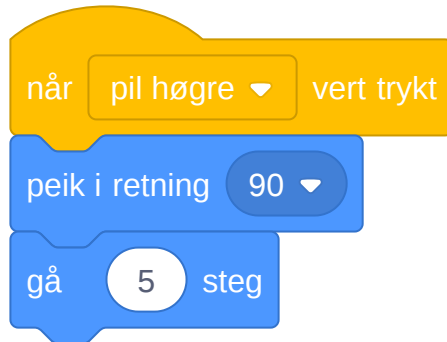 når pil høgre vert trykt
peik i retning 90
gå 5 steg